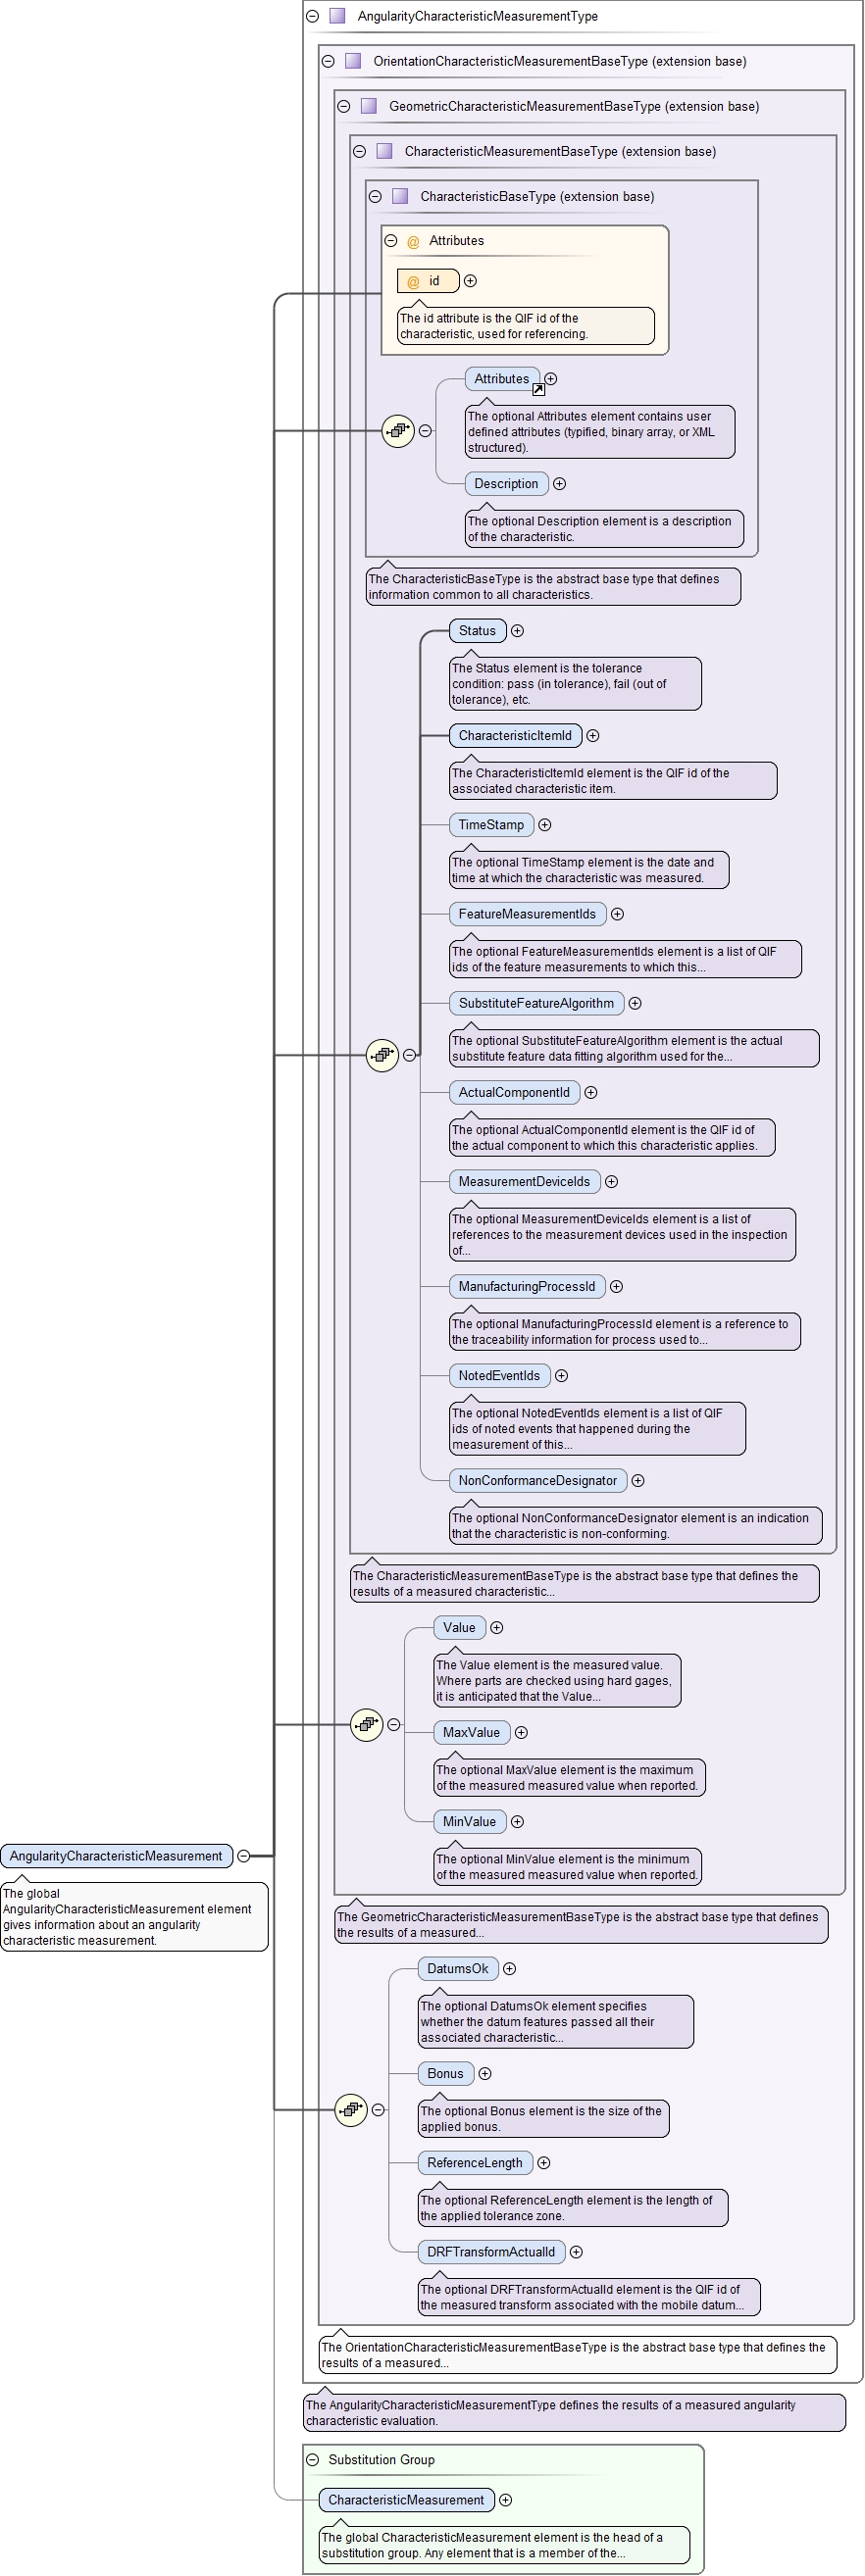 AngularityCharacteristicMeasurementType
OrientationCharacteristicMeasurementBaseType (extension base)
GeometricCharacteristicMeasurementBaseType (extension base)
CharacteristicMeasurementBaseType (extension base)
CharacteristicBaseType (extension base)
@ Attributes
@ id
The id attribute is the QIF id of the
characteristic, used for referencing.
Attributes
The optional Attributes element contains user
defined attributes (typified, binary array, or XML
structured).
Description
The optional Description element is a description
of the characteristic.
The CharacteristicBaseType is the abstract base type that defines
information common to all characteristics.
Status
The Status element is the tolerance
condition: pass (in tolerance), fail (out of
tolerance), etc.
CharacteristicItemId
The CharacteristicItemId element is the QIF id of the
associated characteristic item.
TimeStamp
The optional TimeStamp element is the date and
time at which the characteristic was measured.
FeatureMeasurementIds
The optional FeatureMeasurementIds element is a list of QIF
ids of the feature measurements to which this...
SubstituteFeatureAlgorithm
The optional SubstituteFeatureAlgorithm element is the actual
substitute feature data fitting algorithm used for the...
ActualComponentId
The optional ActualComponentId element is the QIF id of
the actual component to which this characteristic applies.
MeasurementDeviceIds
The optional MeasurementDeviceIds element is a list of
references to the measurement devices used in the inspection
of...
ManufacturingProcessId
The optional ManufacturingProcessId element is a reference to
the traceability information for process used to...
NotedEventIds
The optional NotedEventIds element is a list of QIF
ids of noted events that happened during the
measurement of this...
NonConformanceDesignator
The optional NonConformanceDesignator element is an indication
that the characteristic is non-conforming.
The CharacteristicMeasurementBaseType is the abstract base type that defines the
results of a measured characteristic...
Value
The Value element is the measured value.
Where parts are checked using hard gages,
it is anticipated that the Value...
MaxValue
The optional MaxValue element is the maximum
of the measured measured value when reported.
MinValue
The optional MinValue element is the minimum
of the measured measured value when reported.
AngularityCharacteristicMeasurement
The global
AngularityCharacteristicMeasurement element
gives information about an angularity
characteristic measurement.
The GeometricCharacteristicMeasurementBaseType is the abstract base type that defines
the results of a measured...
DatumsOk
The optional DatumsOk element specifies
whether the datum features passed all their
associated characteristic...
Bonus
The optional Bonus element is the size of the
applied bonus.
ReferenceLength
The optional ReferenceLength element is the length of
the applied tolerance zone.
DRFTransformActualId
The optional DRFTransformActualId element is the QIF id of
the measured transform associated with the mobile datum...
The OrientationCharacteristicMeasurementBaseType is the abstract base type that defines the
results of a measured...
The AngularityCharacteristicMeasurementType defines the results of a measured angularity
characteristic evaluation.
Substitution Group
CharacteristicMeasurement
The global CharacteristicMeasurement element is the head of a
substitution group. Any element that is a member of the...